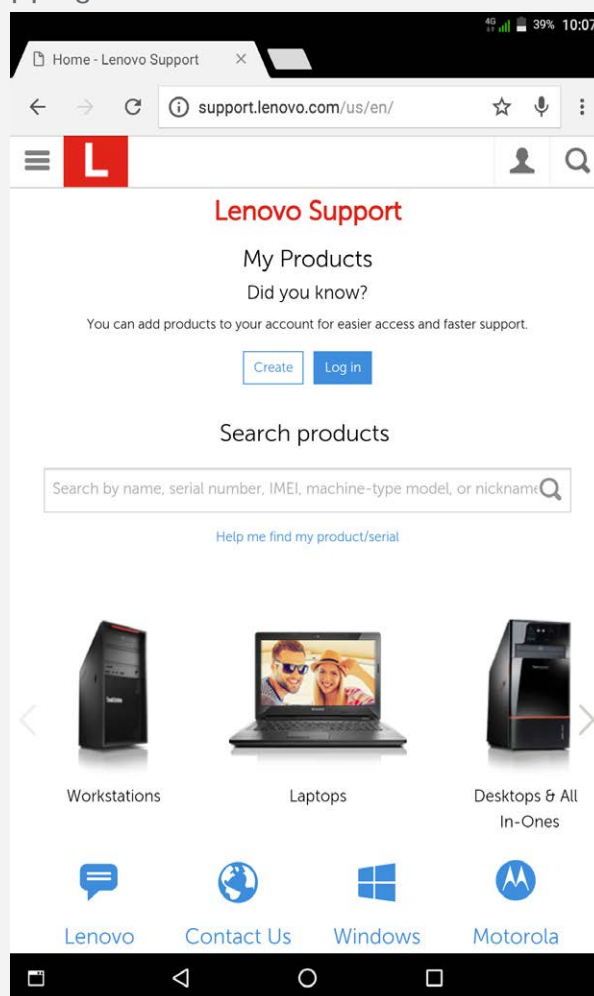 4G 39% 10:07
Home - Lenovo Support
support.lenovo.com/us/en/
L
Lenovo Support
My Products
Did you know?
You can add products to your account for easier access and faster support.
Create Log in
Search products
Search by name, serial number, IMEI, machine-type model, or nickname
Help me find my product/serial
Workstations Laptops Desktops & All
In-Ones
Lenovo Contact Us Windows Motorola